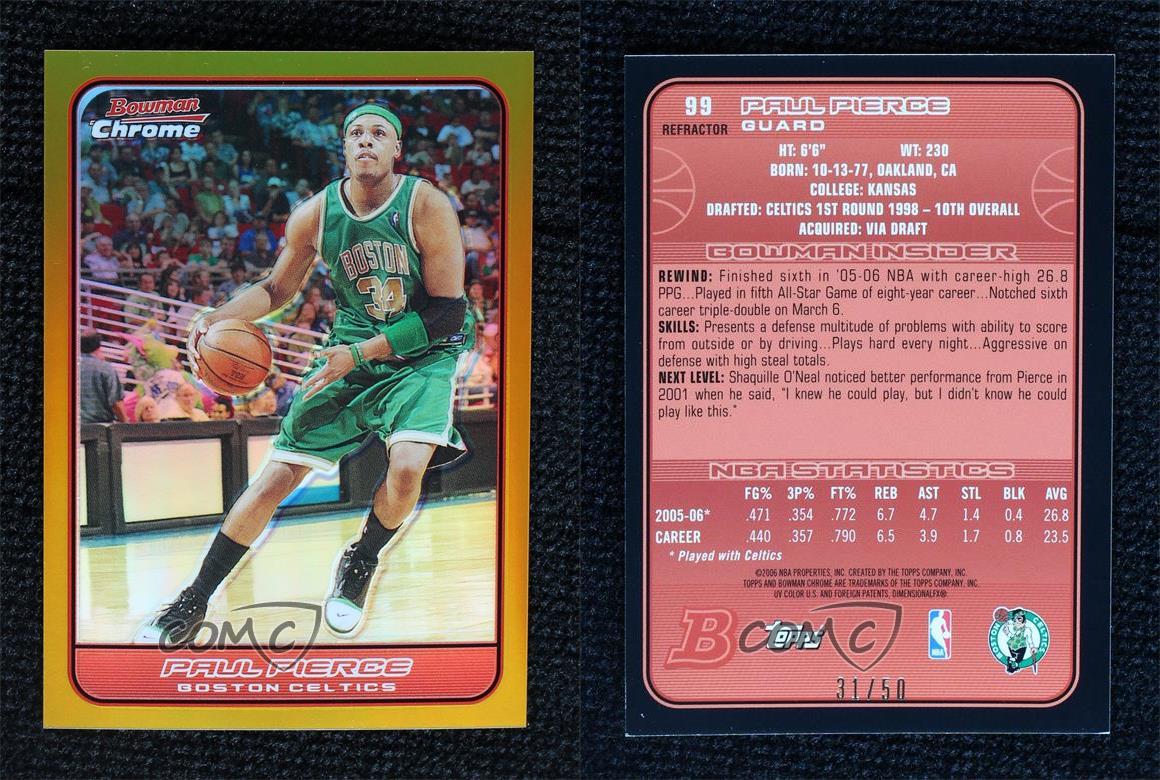 Bowman
Chrome
BOSTON
34
COMC
PAUL PIERCE
BOSTON CELTICS
99
REFRACTOR
PAUL PIERCE
GUARD
HT: 6'6" WT: 230
BORN: 10-13-77, OAKLAND, CA
COLLEGE: KANSAS
DRAFTED: CELTICS 1ST ROUND 1998 – 10TH OVERALL
ACQUIRED: VIA DRAFT
BOWMAN INSIDER
REWIND: Finished sixth in '05-06 NBA with career-high 26.8
PPG...Played in fifth All-Star Game of eight-year career...Notched sixth
career triple-double on March 6.
SKILLS: Presents a defense multitude of problems with ability to score
from outside or by driving...Plays hard every night...Aggressive on
defense with high steal totals.
NEXT LEVEL: Shaquille O'Neal noticed better performance from Pierce in
2001 when he said, "I knew he could play, but I didn't know he could
play like this."
NBA STATISTICS
FG% 3P% FT% REB AST STL BLK AVG
2005-06* .471 .354 .772 6.7 4.7 1.4 0.4 26.8
CAREER .440 .357 .790 6.5 3.9 1.7 0.8 23.5
* Played with Celtics
©2006 NBA PROPERTIES, INC. CREATED BY THE TOPPS COMPANY, INC.
TOPPS AND BOWMAN CHROME ARE TRADEMARKS OF THE TOPPS COMPANY, INC.
UV COLOR U.S. AND FOREIGN PATENTS, DIMENSIONALFX®.
B
Topps
COMC
NBA
BOSTON CELTICS
31/50